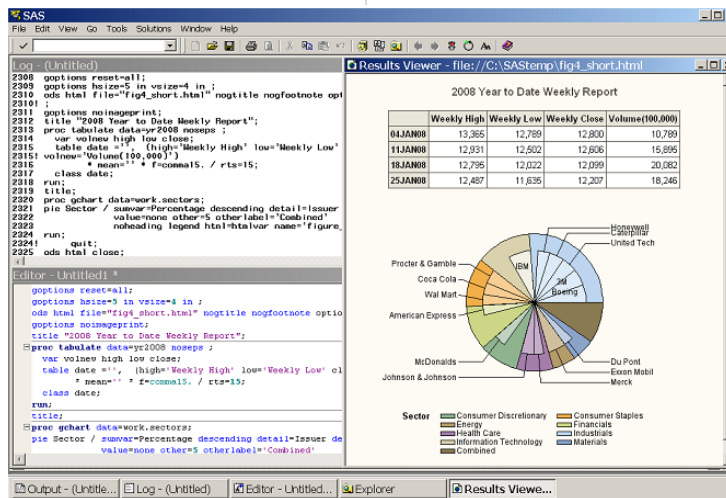 SAS
File Edit View Go Tools Solutions Window Help
Log - (Untitled)
2308 goptions reset=all;
2309 goptions hsize=5 in vsize=4 in ;
2310 ods html file="fig4_short.html" nogtitle nogfootnote opt
2310! ;
2311 goptions noimageprint;
2312 title "2008 Year to Date Weekly Report";
2313 proc tabulate data=yr2008 noseps ;
2314 var volnew high low close;
2315 table date ='', (high='Weekly High' low='Weekly Low'
2315! volnew='Volume(100,000)')
2316 * mean='' * f=comma15. / rts=15;
2317 class date;
2318 run;
2319 title;
2320 proc gchart data=work.sectors;
2321 pie Sector / sumvar=Percentage descending detail=Issuer
2322 value=none other=5 otherlabel='Combined'
2323 noheading legend html=htmlvar name='figure_
2324 run;
2324! quit;
2325 ods html close;
Editor - Untitled1 *
goptions reset=all;
goptions hsize=5 in vsize=4 in ;
ods html file="fig4_short.html" nogtitle nogfootnote optio
goptions noimageprint;
title "2008 Year to Date Weekly Report";
proc tabulate data=yr2008 noseps ;
var volnew high low close;
table date ='', (high='Weekly High' low='Weekly Low' cl
* mean='' * f=comma15. / rts=15;
class date;
run;
title;
proc gchart data=work.sectors;
pie Sector / sumvar=Percentage descending detail=Issuer de
value=none other=5 otherlabel='Combined'
Results Viewer - file://C:\SAStemp\fig4_short.html
2008 Year to Date Weekly Report
Weekly High Weekly Low Weekly Close Volume(100,000)
04JAN08 13,365 12,789 12,800 10,789
11JAN08 12,931 12,502 12,606 15,895
18JAN08 12,795 12,022 12,099 20,082
25JAN08 12,487 11,635 12,207 18,246
Honeywell
Caterpillar
United Tech
IBM
3M
Boeing
Procter & Gamble
Coca Cola
Wal Mart
American Express
McDonalds
Johnson & Johnson
Du Pont
Exxon Mobil
Merck
Sector Consumer Discretionary Consumer Staples
Energy Financials
Health Care Industrials
Information Technology Materials
Combined
Output - (Untitle... Log - (Untitled) Editor - Untitled... Explorer Results Viewe...